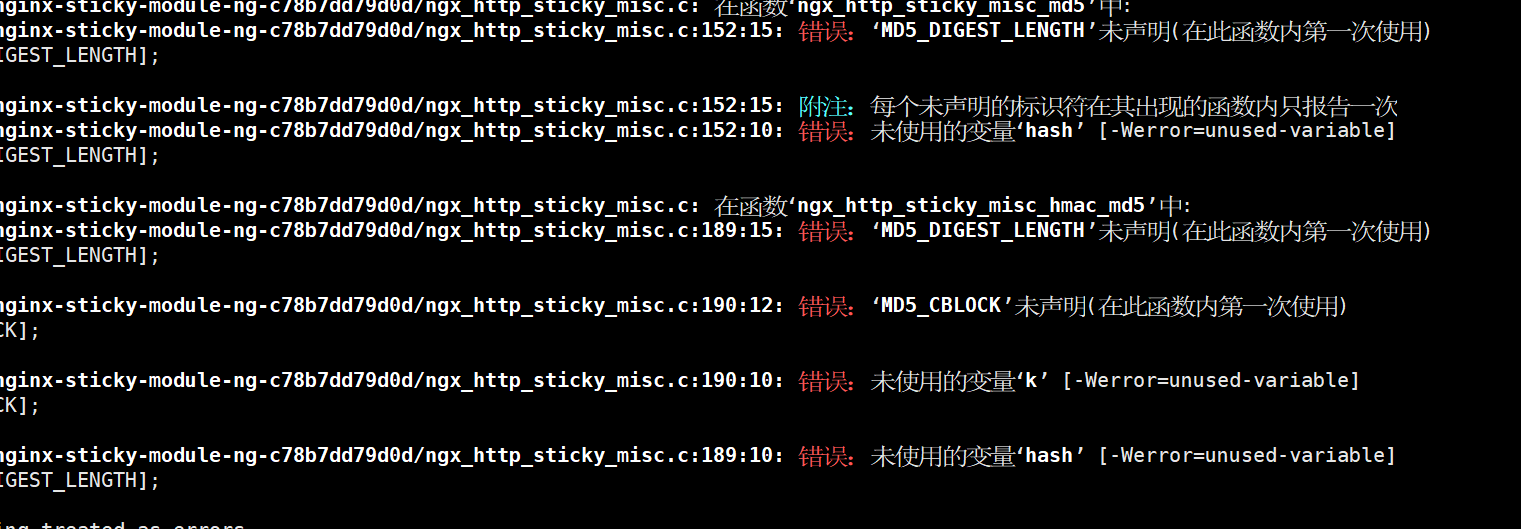 nginx-sticky-module-ng-c78b7dd79d0d/ngx_http_sticky_misc.c: 在函数‘ngx_http_sticky_misc_md5’中:
nginx-sticky-module-ng-c78b7dd79d0d/ngx_http_sticky_misc.c:152:15: 错误：‘MD5_DIGEST_LENGTH’未声明(在此函数内第一次使用)
IGEST_LENGTH];
nginx-sticky-module-ng-c78b7dd79d0d/ngx_http_sticky_misc.c:152:15: 附注：每个未声明的标识符在其出现的函数内只报告一次
nginx-sticky-module-ng-c78b7dd79d0d/ngx_http_sticky_misc.c:152:10: 错误：未使用的变量‘hash’ [-Werror=unused-variable]
IGEST_LENGTH];
nginx-sticky-module-ng-c78b7dd79d0d/ngx_http_sticky_misc.c: 在函数‘ngx_http_sticky_misc_hmac_md5’中:
nginx-sticky-module-ng-c78b7dd79d0d/ngx_http_sticky_misc.c:189:15: 错误：‘MD5_DIGEST_LENGTH’未声明(在此函数内第一次使用)
IGEST_LENGTH];
nginx-sticky-module-ng-c78b7dd79d0d/ngx_http_sticky_misc.c:190:12: 错误：‘MD5_CBLOCK’未声明(在此函数内第一次使用)
CK];
nginx-sticky-module-ng-c78b7dd79d0d/ngx_http_sticky_misc.c:190:10: 错误：未使用的变量‘k’ [-Werror=unused-variable]
CK];
nginx-sticky-module-ng-c78b7dd79d0d/ngx_http_sticky_misc.c:189:10: 错误：未使用的变量‘hash’ [-Werror=unused-variable]
IGEST_LENGTH];
ing treated as errors